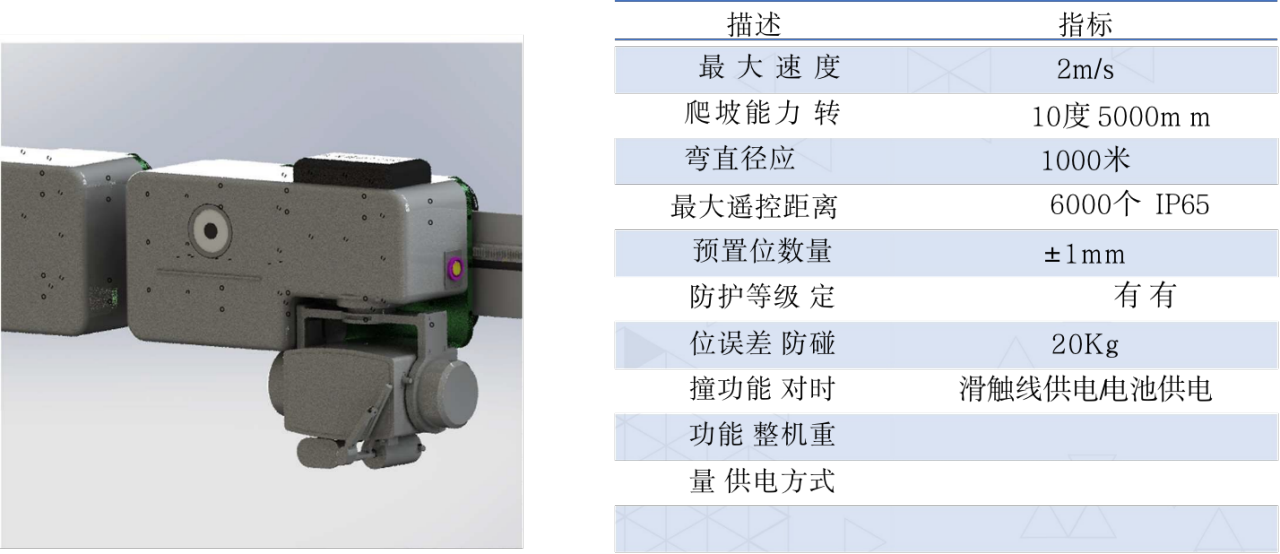 描述 指标
最大速度 2m/s
爬坡能力 转 10度 5000m m
弯直径应 1000米
最大遥控距离 6000个 IP65
预置位数量 ±1mm
防护等级 定 有 有
位误差 防碰 20Kg
撞功能 对时 滑触线供电/电池供电
功能 整机重
量 供电方式